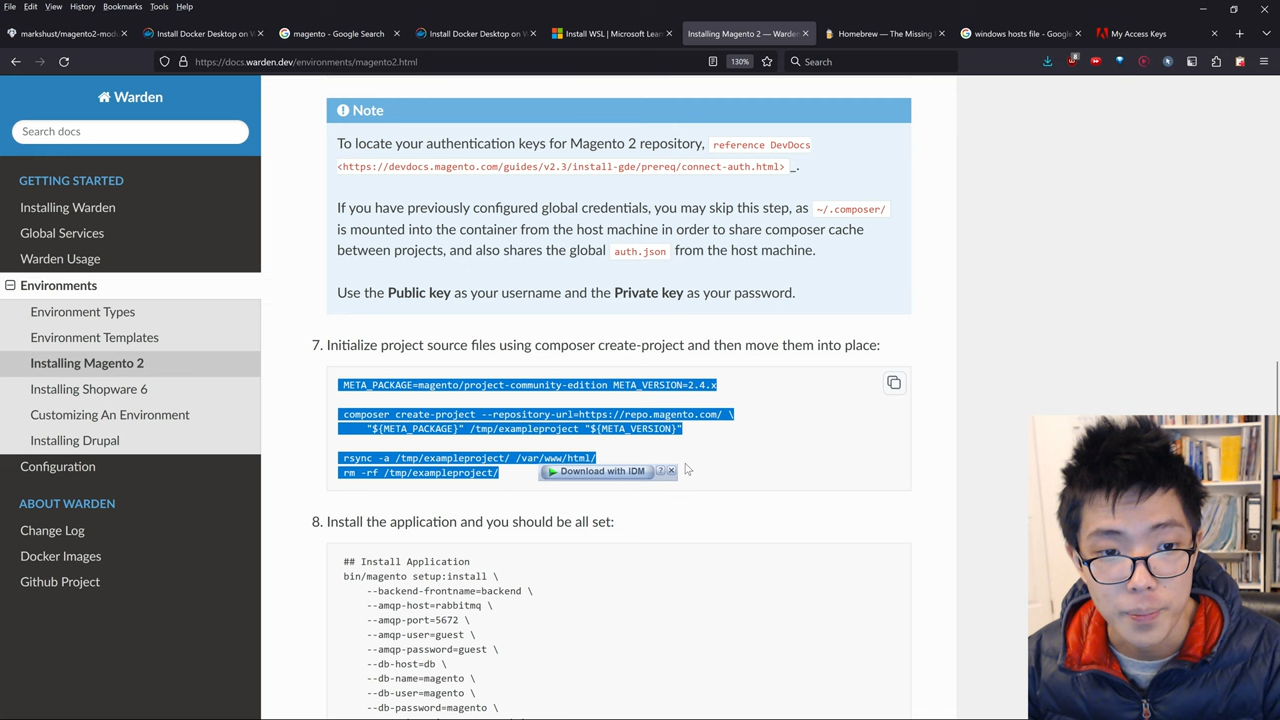 File Edit View History Bookmarks Tools Help
markshust/magento2-modu
Install Docker Desktop on W
magento - Google Search
Install Docker Desktop on W
Install WSL | Microsoft Lear
Installing Magento 2 — Warden
Homebrew — The Missing
windows hosts file - Google
My Access Keys
https://docs.warden.dev/environments/magento2.html
130%
Search
8
Warden
Search docs
GETTING STARTED
Installing Warden
Global Services
Warden Usage
Environments
Environment Types
Environment Templates
Installing Magento 2
Installing Shopware 6
Customizing An Environment
Installing Drupal
Configuration
ABOUT WARDEN
Change Log
Docker Images
Github Project
Note
To locate your authentication keys for Magento 2 repository, reference DevDocs
<https://devdocs.magento.com/guides/v2.3/install-gde/prereq/connect-auth.html> _.
If you have previously configured global credentials, you may skip this step, as ~/.composer/
is mounted into the container from the host machine in order to share composer cache
between projects, and also shares the global auth.json from the host machine.
Use the Public key as your username and the Private key as your password.
7. Initialize project source files using composer create-project and then move them into place:
META_PACKAGE=magento/project-community-edition META_VERSION=2.4.x
composer create-project --repository-url=https://repo.magento.com/ \
"${META_PACKAGE}" /tmp/exampleproject "${META_VERSION}"
rsync -a /tmp/exampleproject/ /var/www/html/
rm -rf /tmp/exampleproject/
Download with IDM
8. Install the application and you should be all set:
## Install Application
bin/magento setup:install \
--backend-frontname=backend \
--amqp-host=rabbitmq \
--amqp-port=5672 \
--amqp-user=guest \
--amqp-password=guest \
--db-host=db \
--db-name=magento \
--db-user=magento \
--db-password=magento \